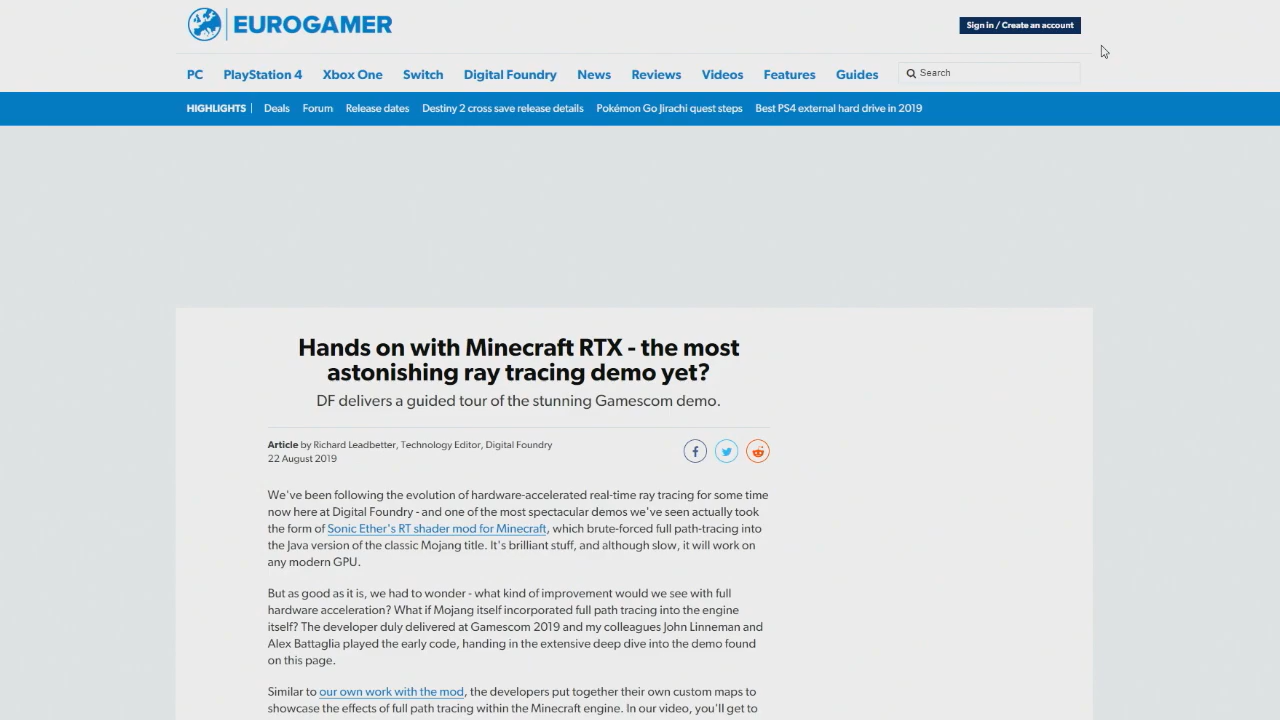 EUROGAMER
Sign in / Create an account
PC PlayStation 4 Xbox One Switch Digital Foundry News Reviews Videos Features Guides Search
HIGHLIGHTS Deals Forum Release dates Destiny 2 cross save release details Pokémon Go Jirachi quest steps Best PS4 external hard drive in 2019
Hands on with Minecraft RTX - the most
astonishing ray tracing demo yet?
DF delivers a guided tour of the stunning Gamescom demo.
Article by Richard Leadbetter, Technology Editor, Digital Foundry
22 August 2019
We've been following the evolution of hardware-accelerated real-time ray tracing for some time
now here at Digital Foundry - and one of the most spectacular demos we've seen actually took
the form of Sonic Ether's RT shader mod for Minecraft, which brute-forced full path-tracing into
the Java version of the classic Mojang title. It's brilliant stuff, and although slow, it will work on
any modern GPU.
But as good as it is, we had to wonder - what kind of improvement would we see with full
hardware acceleration? What if Mojang itself incorporated full path tracing into the engine
itself? The developer duly delivered at Gamescom 2019 and my colleagues John Linneman and
Alex Battaglia played the early code, handing in the extensive deep dive into the demo found
on this page.
Similar to our own work with the mod, the developers put together their own custom maps to
showcase the effects of full path tracing within the Minecraft engine. In our video, you'll get to